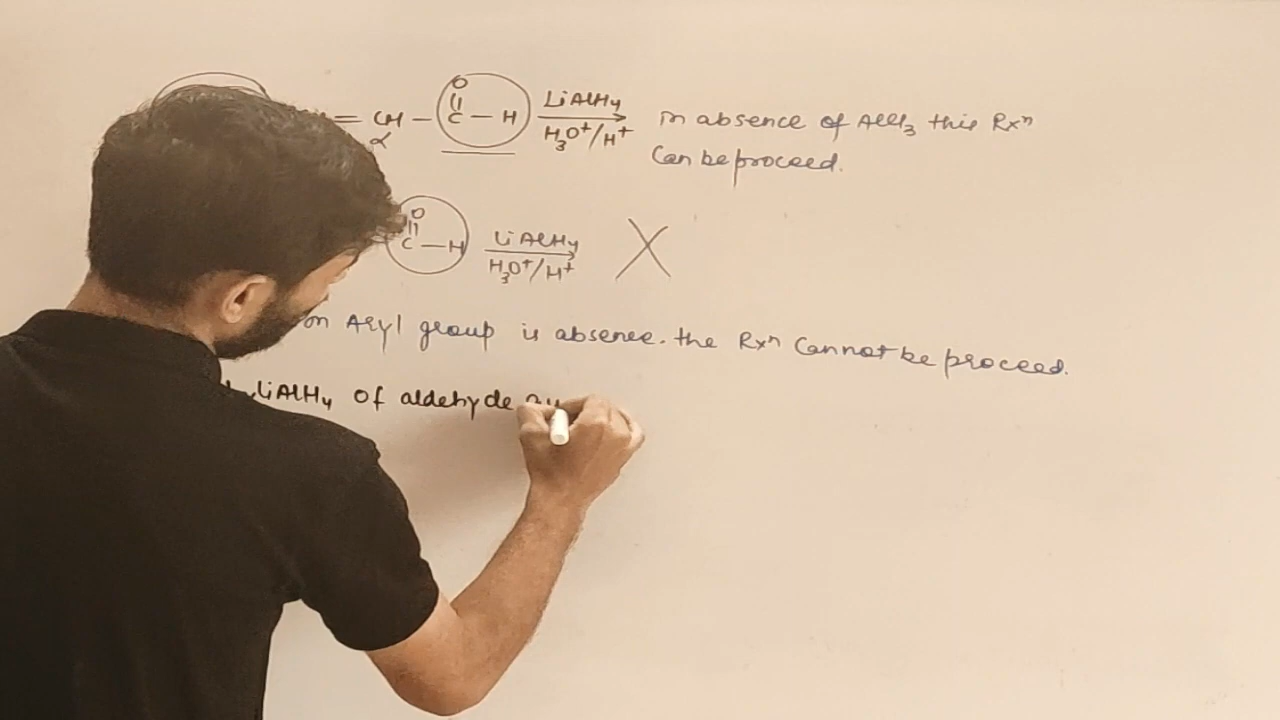 = CH - C - H LiAlH4 in absence of AlCl3 this Rxn
O
α H3O+/H+ Can be proceed.
O
C - H LiAlH4 X
H3O+/H+
Aryl group is absence. the Rxn Cannot be proceed.
LiAlH4 of aldehyde